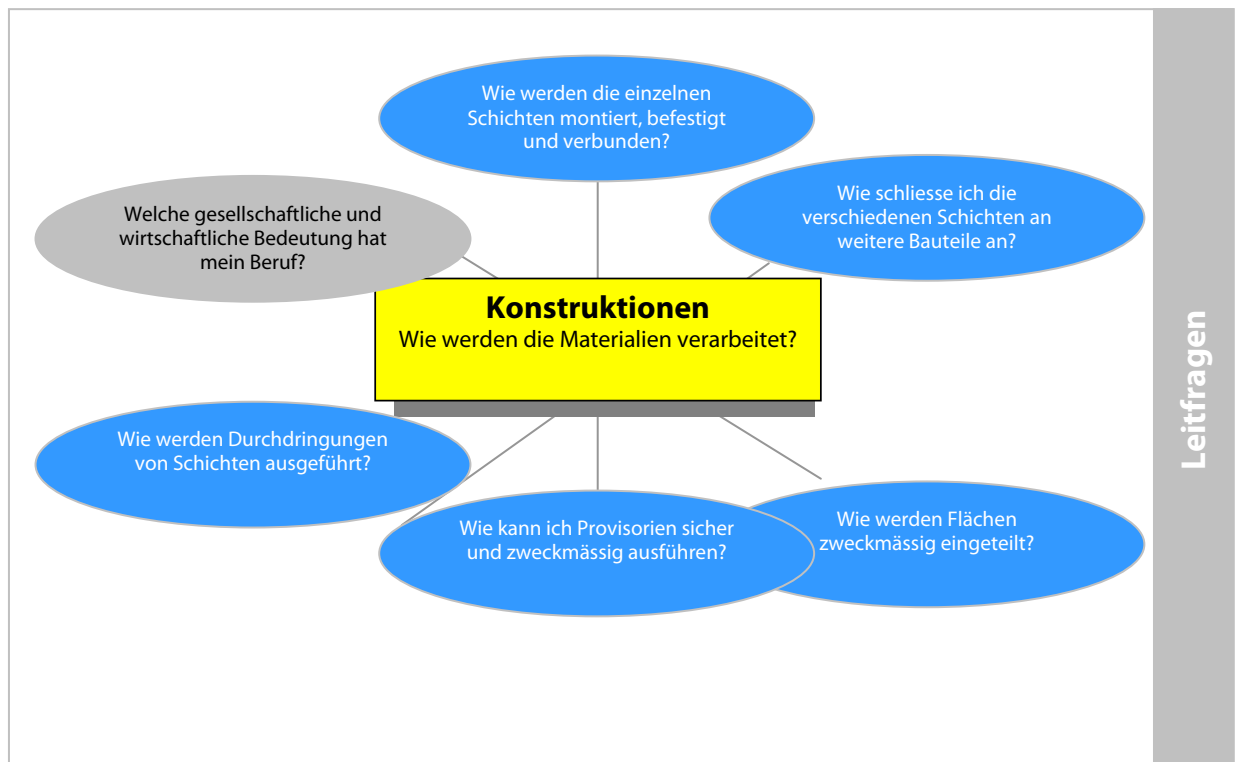 Wie werden die einzelnen
Schichten montiert, befestigt
und verbunden?
Wie schliesse ich die
verschiedenen Schichten an
weitere Bauteile an?
Welche gesellschaftliche und
wirtschaftliche Bedeutung hat
mein Beruf?
Konstruktionen
Wie werden die Materialien verarbeitet?
Wie werden Durchdringungen
von Schichten ausgeführt?
Wie kann ich Provisorien sicher
und zweckmässig ausführen?
Wie werden Flächen
zweckmässig eingeteilt?
Leitfragen